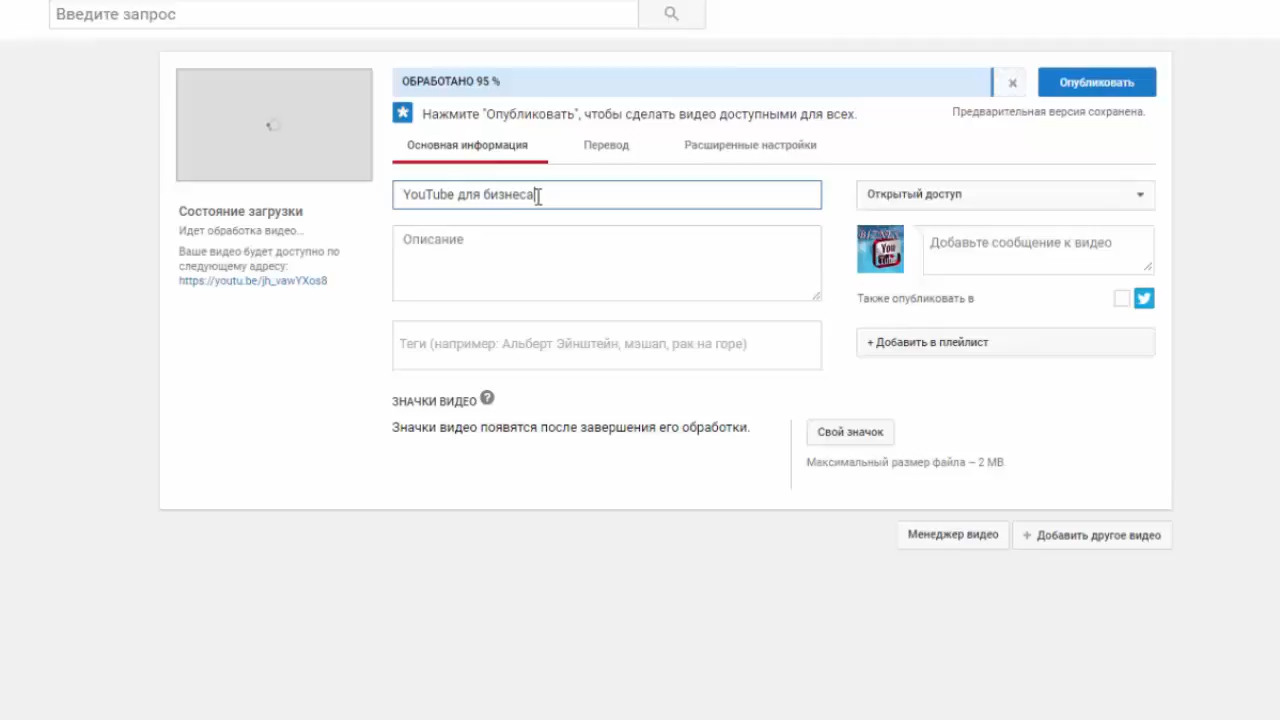 Введите запрос
ОБРАБОТАНО 95 %
×
Опубликовать
Нажмите "Опубликовать", чтобы сделать видео доступными для всех.
Предварительная версия сохранена.
Основная информация
Перевод
Расширенные настройки
YouTube для бизнеса
Открытый доступ
Состояние загрузки
Идет обработка видео...
Ваше видео будет доступно по
следующему адресу:
https://youtu.be/jh_vawYXos8
Описание
You
Tube
Добавьте сообщение к видео
Также опубликовать в
Теги (например: Альберт Эйнштейн, мэшап, рак на горе)
+ Добавить в плейлист
ЗНАЧКИ ВИДЕО ?
Значки видео появятся после завершения его обработки.
Свой значок
Максимальный размер файла – 2 MB
Менеджер видео
+ Добавить другое видео